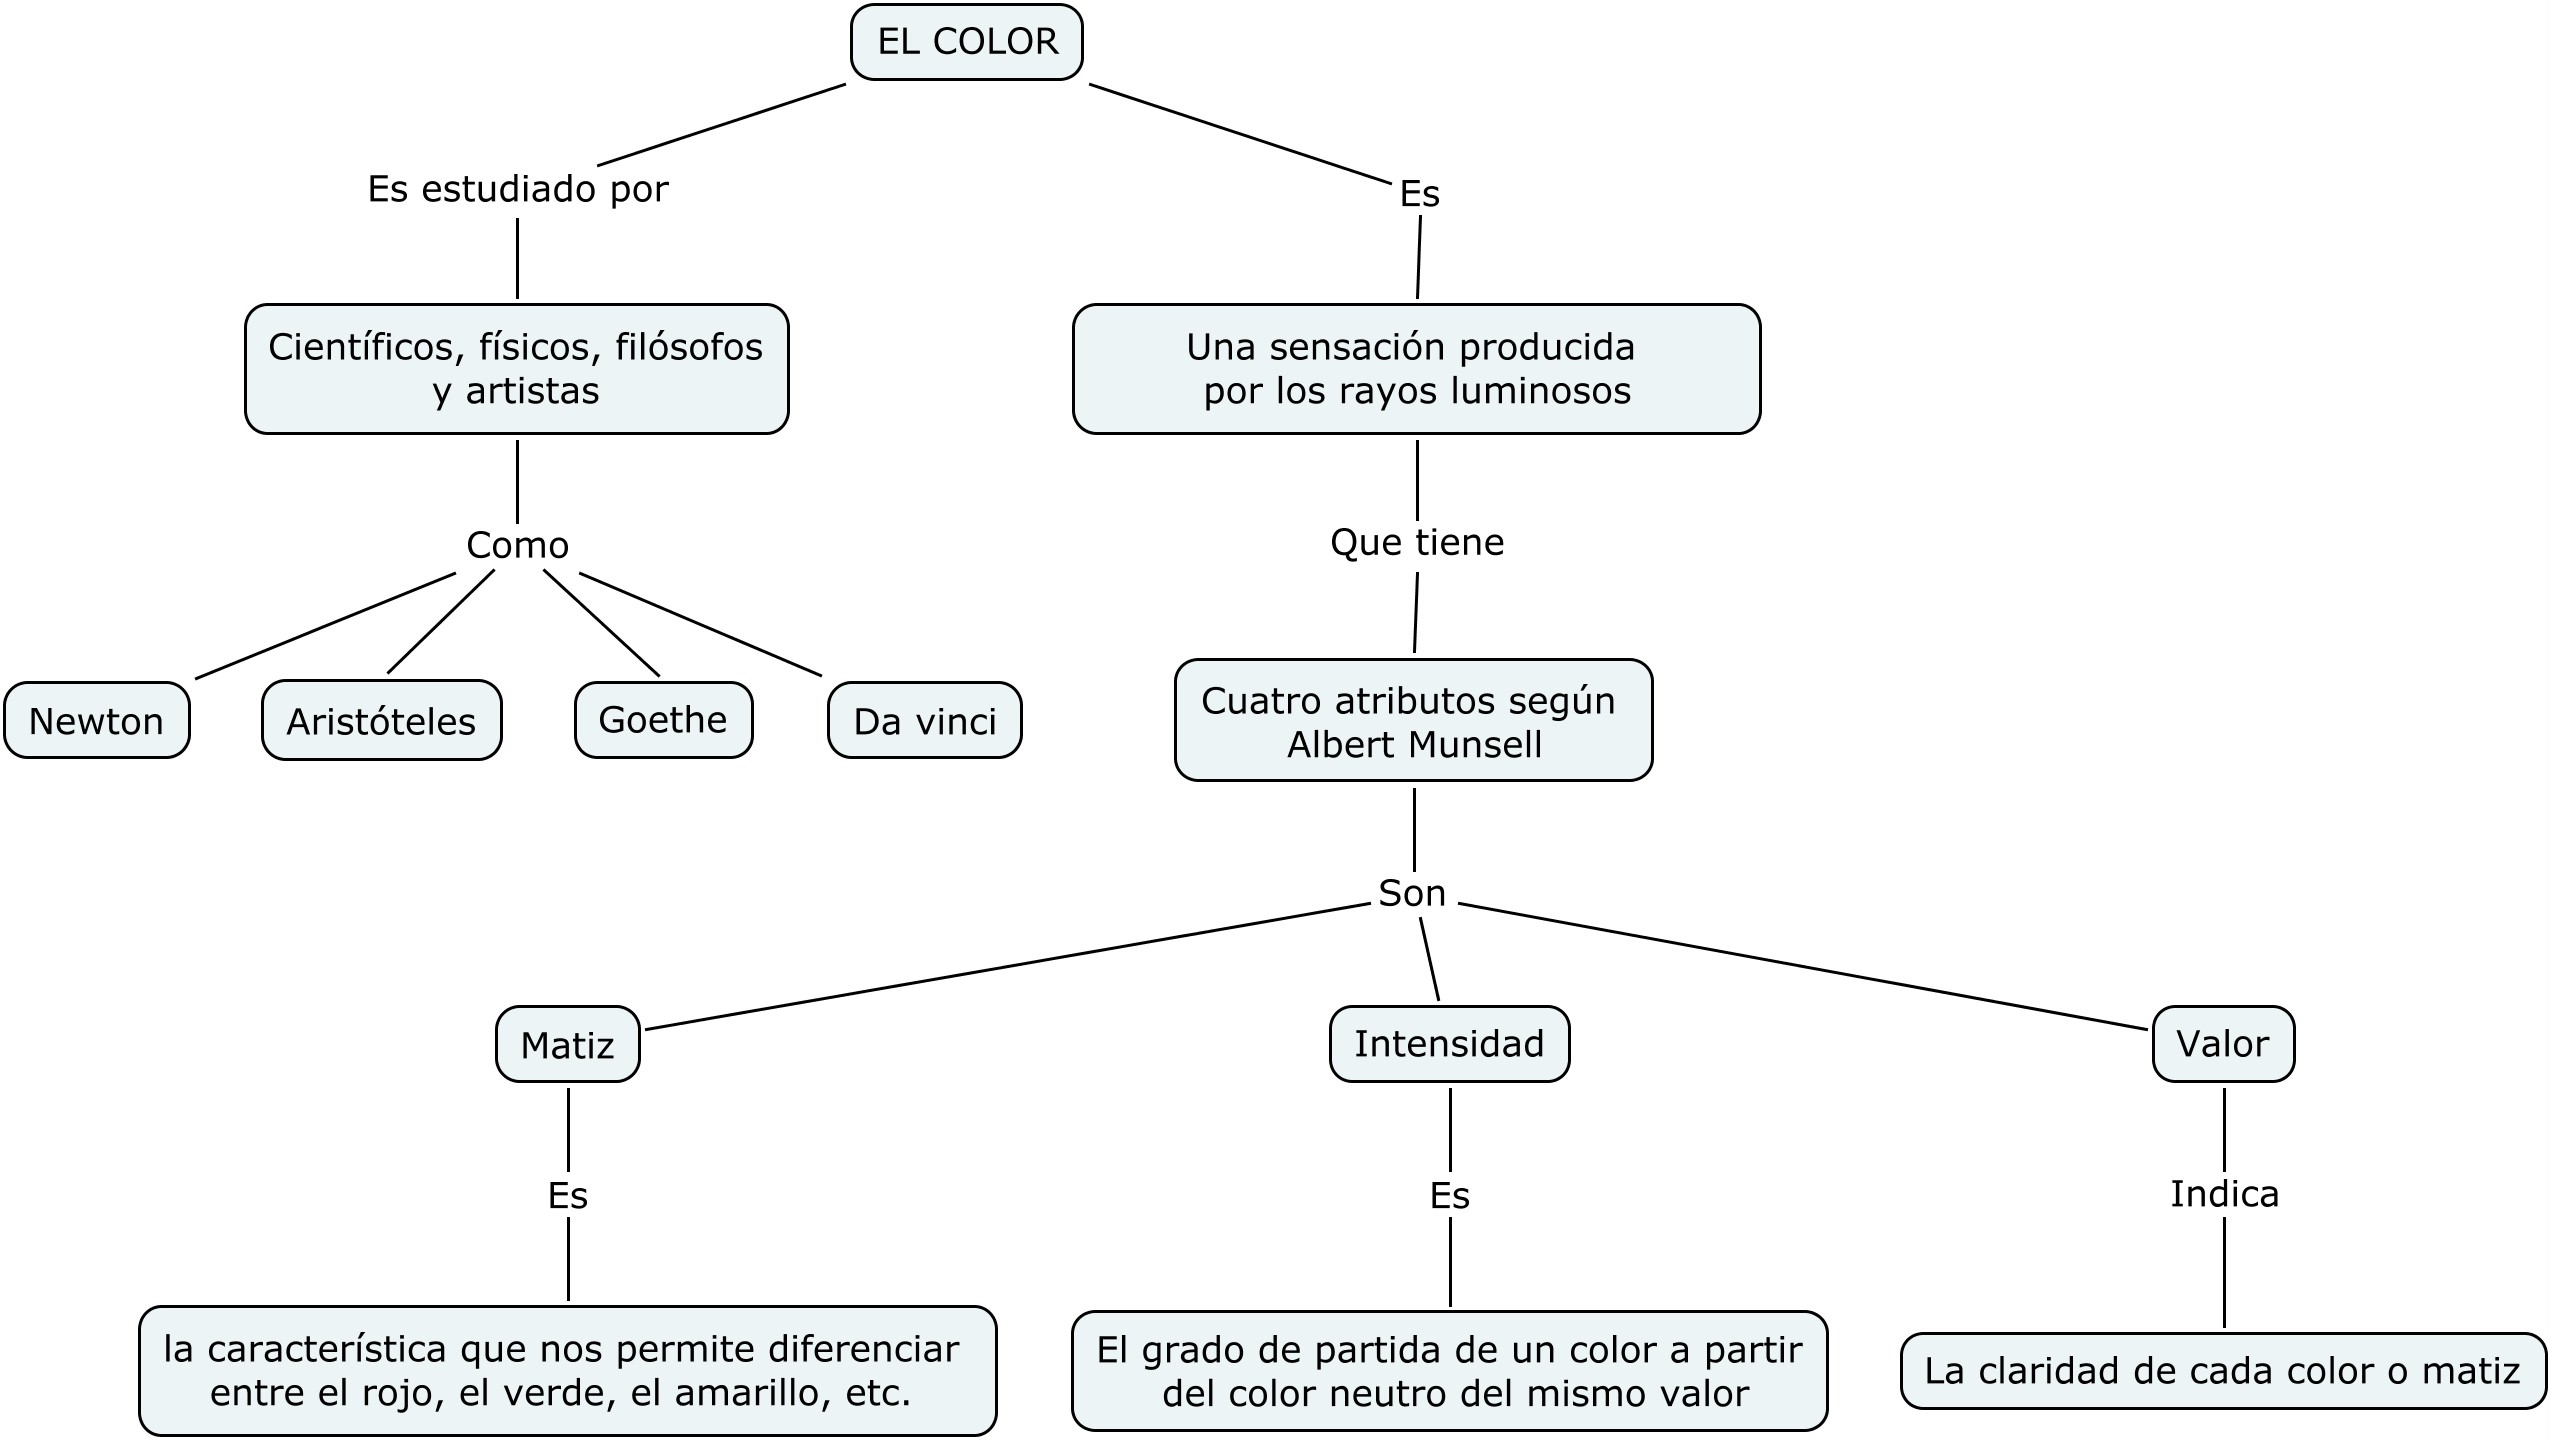 EL COLOR
Es estudiado por
Es
Científicos, físicos, filósofos
y artistas
Una sensación producida
por los rayos luminosos
Como
Que tiene
Newton
Aristóteles
Goethe
Da vinci
Cuatro atributos según
Albert Munsell
Son
Matiz
Intensidad
Valor
Es
Es
Indica
la característica que nos permite diferenciar
entre el rojo, el verde, el amarillo, etc.
El grado de partida de un color a partir
del color neutro del mismo valor
La claridad de cada color o matiz